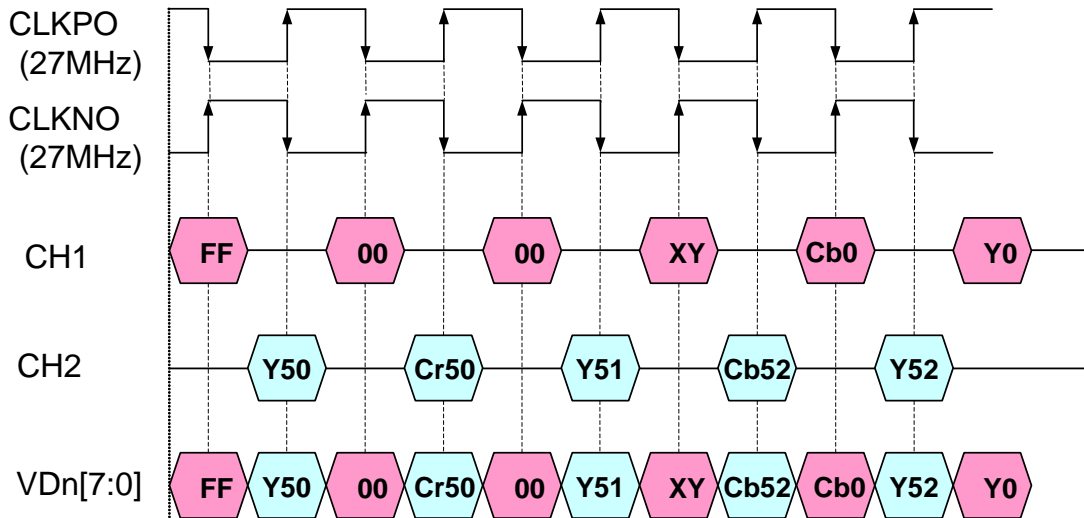 CLKPO
(27MHz)
CLKNO
(27MHz)
CH1
FF 00 00 XY Cb0 Y0
CH2
Y50 Cr50 Y51 Cb52 Y52
VDn[7:0]
FF Y50 00 Cr50 00 Y51 XY Cb52 Cb0 Y52 Y0